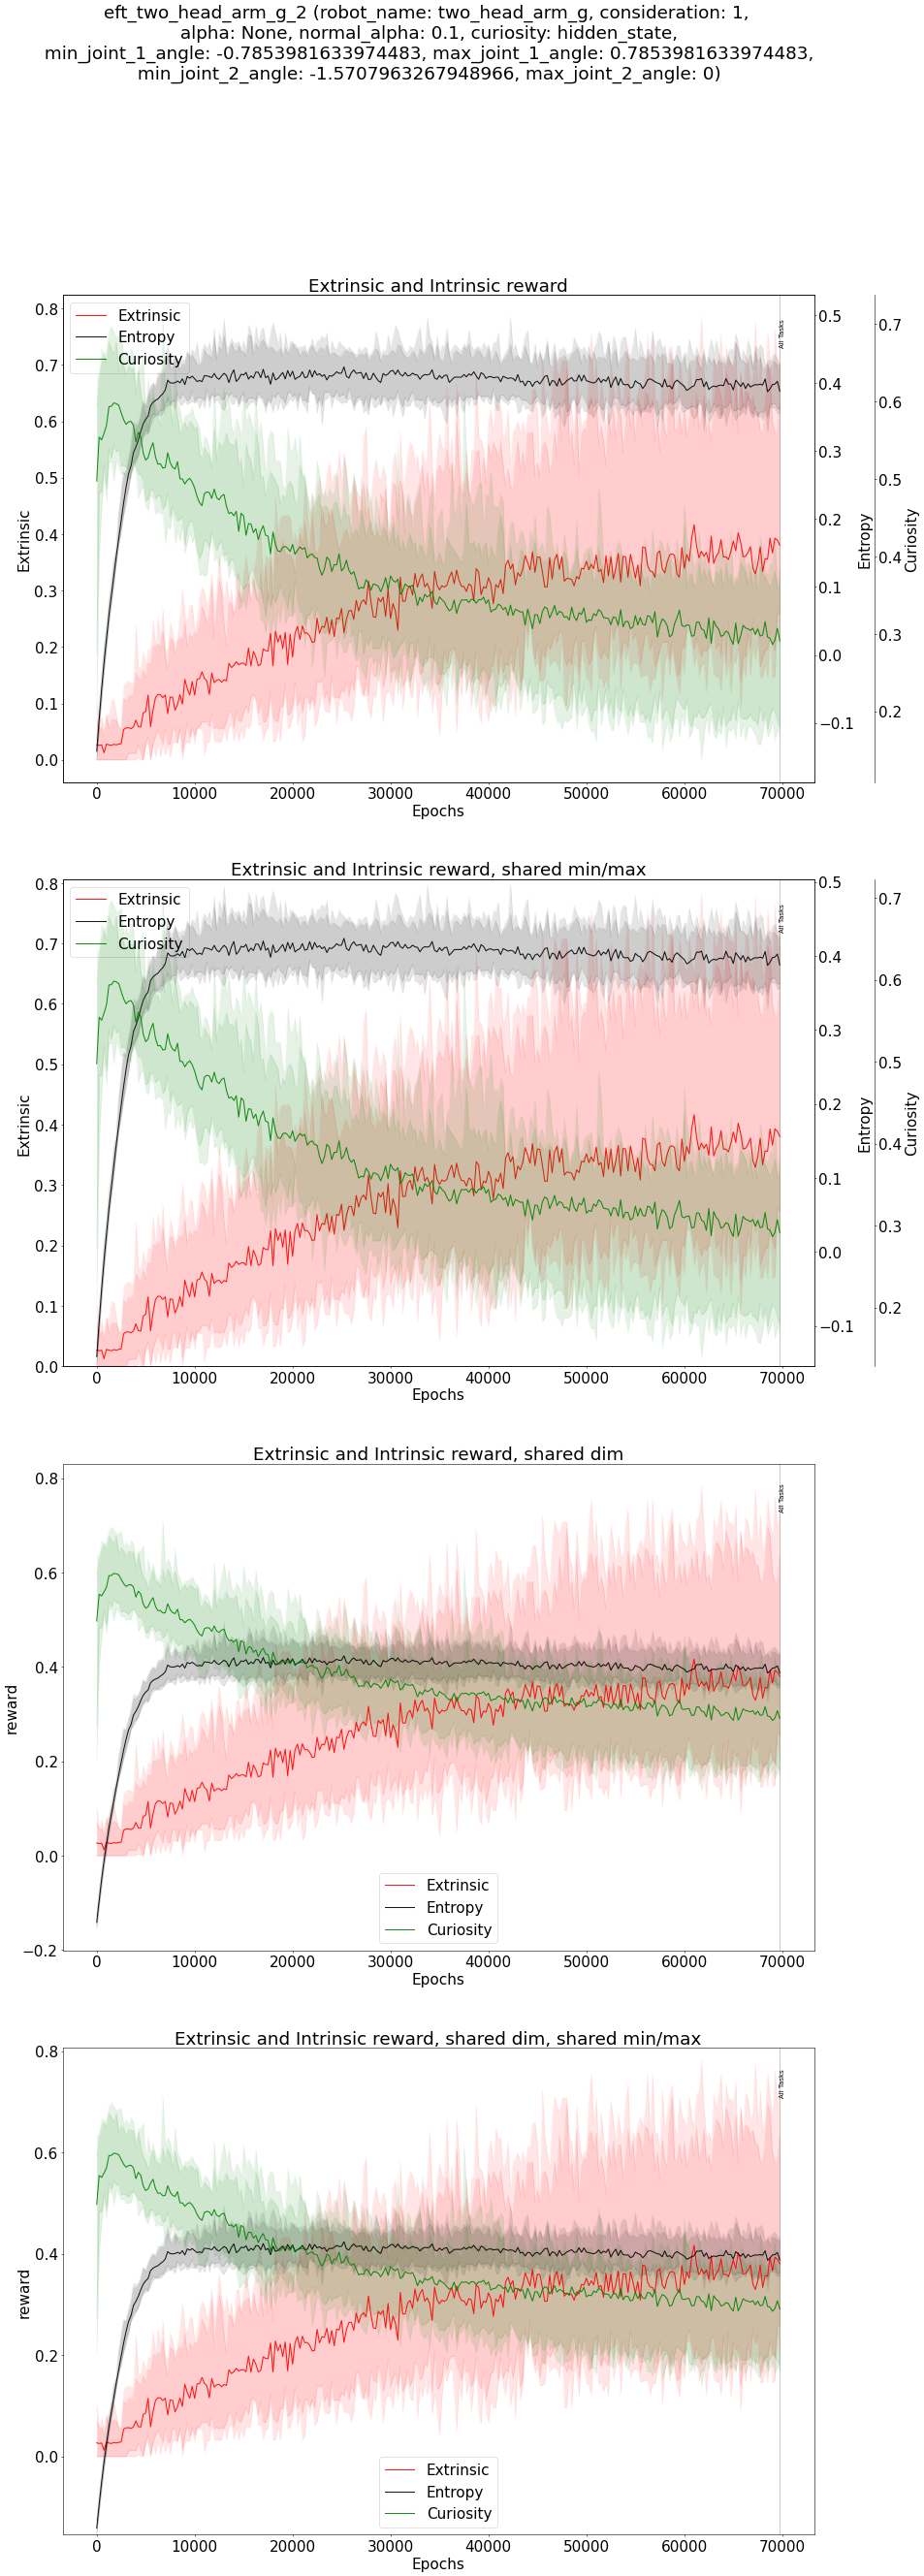 eft_two_head_arm_g_2 (robot_name: two_head_arm_g, consideration: 1,
alpha: None, normal_alpha: 0.1, curiosity: hidden_state,
min_joint_1_angle: -0.7853981633974483, max_joint_1_angle: 0.7853981633974483,
min_joint_2_angle: -1.5707963267948966, max_joint_2_angle: 0)
Extrinsic and Intrinsic reward
Extrinsic
Entropy
Curiosity
All Tasks
0.8
0.7
0.6
0.5
0.4
0.3
0.2
0.1
0.0
Extrinsic
0.5
0.4
0.3
0.2
0.1
0.0
−0.1
Entropy
0.7
0.6
0.5
0.4
0.3
0.2
Curiosity
0 10000 20000 30000 40000 50000 60000 70000
Epochs
Extrinsic and Intrinsic reward, shared min/max
Extrinsic
Entropy
Curiosity
All Tasks
0.8
0.7
0.6
0.5
0.4
0.3
0.2
0.1
0.0
Extrinsic
0.5
0.4
0.3
0.2
0.1
0.0
−0.1
Entropy
0.7
0.6
0.5
0.4
0.3
0.2
Curiosity
0 10000 20000 30000 40000 50000 60000 70000
Epochs
Extrinsic and Intrinsic reward, shared dim
All Tasks
0.8
0.6
0.4
0.2
0.0
−0.2
reward
Extrinsic
Entropy
Curiosity
0 10000 20000 30000 40000 50000 60000 70000
Epochs
Extrinsic and Intrinsic reward, shared dim, shared min/max
All Tasks
0.8
0.6
0.4
0.2
0.0
reward
Extrinsic
Entropy
Curiosity
0 10000 20000 30000 40000 50000 60000 70000
Epochs